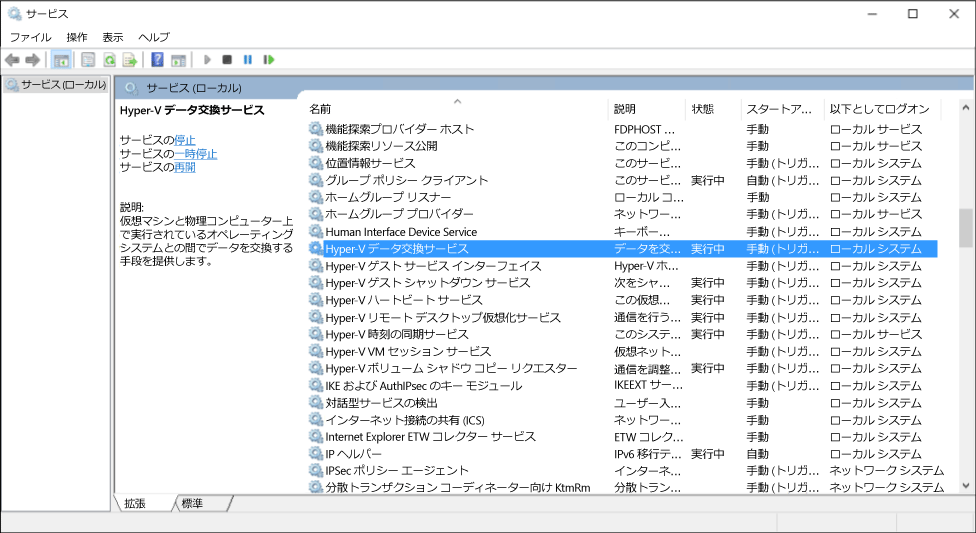 サービス
ファイル 操作 表示 ヘルプ
サービス (ローカル)
サービス (ローカル)
Hyper-V データ交換サービス
サービスの停止
サービスの一時停止
サービスの再開
説明:
仮想マシンと物理コンピューター上
で実行されているオペレーティング
システムとの間でデータを交換する
手段を提供します。
名前 説明 状態 スタートア... 以下としてログオン
機能探索プロバイダー ホスト FDPHOST ... 手動 ローカル サービス
機能探索リソース公開 このコンピ... 手動 ローカル サービス
位置情報サービス このサービ... 手動 (トリガ... ローカル システム
グループ ポリシー クライアント このサービ... 実行中 自動 (トリガ... ローカル システム
ホームグループ リスナー ローカル コ... 手動 ローカル システム
ホームグループ プロバイダー ネットワー... 手動 (トリガ... ローカル サービス
Human Interface Device Service キーボー... 手動 (トリガ... ローカル システム
Hyper-V データ交換サービス データを交... 実行中 手動 (トリガ... ローカル システム
Hyper-V ゲスト サービス インターフェイス Hyper-V ホ... 手動 (トリガ... ローカル システム
Hyper-V ゲスト シャットダウン サービス 次をシャ... 実行中 手動 (トリガ... ローカル システム
Hyper-V ハートビート サービス この仮想... 実行中 手動 (トリガ... ローカル システム
Hyper-V リモート デスクトップ仮想化サービス 通信を行う... 実行中 手動 (トリガ... ローカル システム
Hyper-V 時刻の同期サービス このシステ... 実行中 手動 (トリガ... ローカル サービス
Hyper-V VM セッション サービス 仮想ネット... 手動 (トリガ... ローカル システム
Hyper-V ボリューム シャドウ コピー リクエスター 通信を調整... 実行中 手動 (トリガ... ローカル システム
IKE および AuthIPsec のキー モジュール IKEEXT サー... 手動 (トリガ... ローカル システム
対話型サービスの検出 ユーザー入... 手動 ローカル システム
インターネット接続の共有 (ICS) ネットワー... 手動 ローカル システム
Internet Explorer ETW コレクター サービス ETW コレク... 手動 ローカル システム
IP ヘルパー IPv6 移行テ... 実行中 自動 ローカル システム
IPSec ポリシー エージェント インターネ... 手動 (トリガ... ネットワーク システム
分散トランザクション コーディネーター向け KtmRm 分散トラン... 手動 (トリガ... ネットワーク システム
拡張 標準